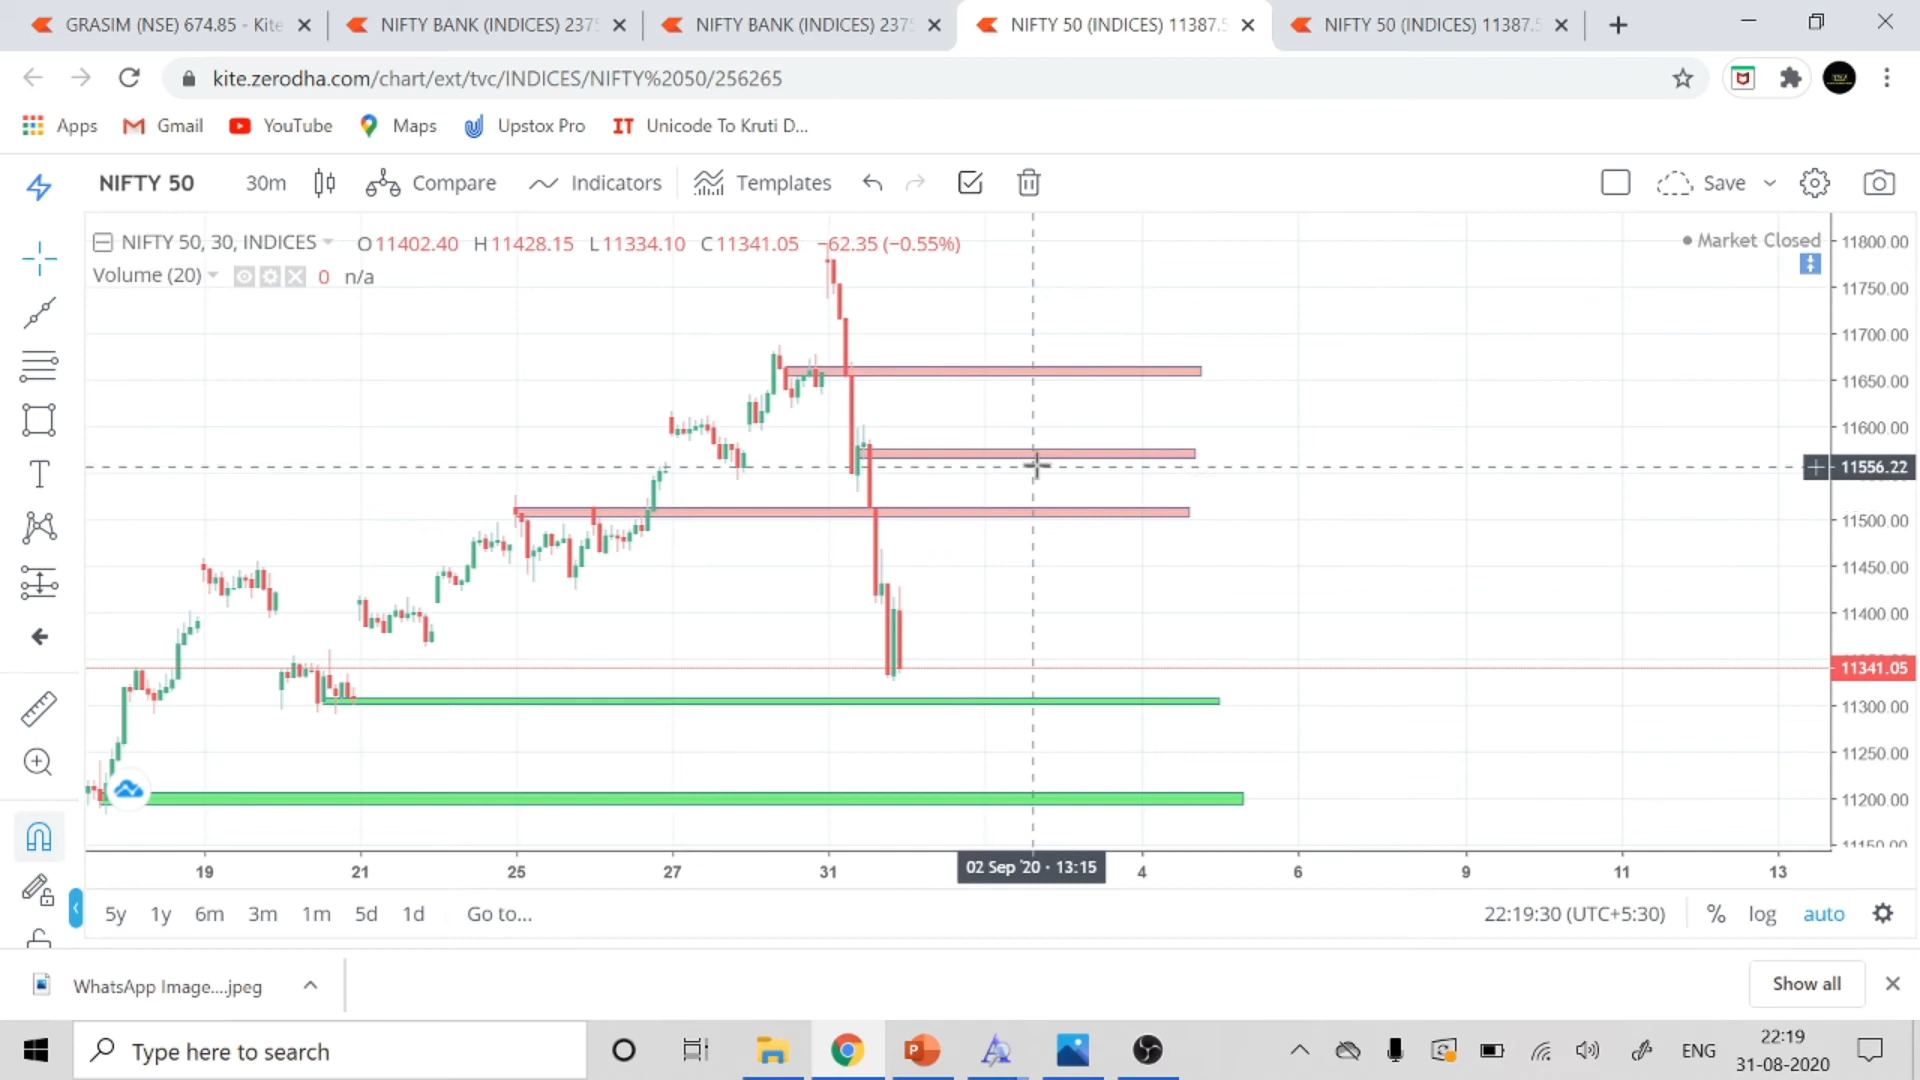 GRASIM (NSE) 674.85 - Kite
NIFTY BANK (INDICES) 2375
NIFTY BANK (INDICES) 2375
NIFTY 50 (INDICES) 11387.5
NIFTY 50 (INDICES) 11387.5
kite.zerodha.com/chart/ext/tvc/INDICES/NIFTY%2050/256265
Apps Gmail YouTube Maps Upstox Pro IT Unicode To Kruti D...
NIFTY 50 30m Compare Indicators Templates Save
NIFTY 50, 30, INDICES O11402.40 H11428.15 L11334.10 C11341.05 −62.35 (−0.55%)
Market Closed
Volume (20) 0 n/a
11800.00
11750.00
11700.00
11650.00
11600.00
11556.22
11500.00
11450.00
11400.00
11341.05
11300.00
11250.00
11200.00
11150.00
19 21 25 27 31 02 Sep '20 · 13:15 4 6 9 11 13
5y 1y 6m 3m 1m 5d 1d Go to... 22:19:30 (UTC+5:30) % log auto
WhatsApp Image....jpeg
Show all
Type here to search
ENG
22:19
31-08-2020